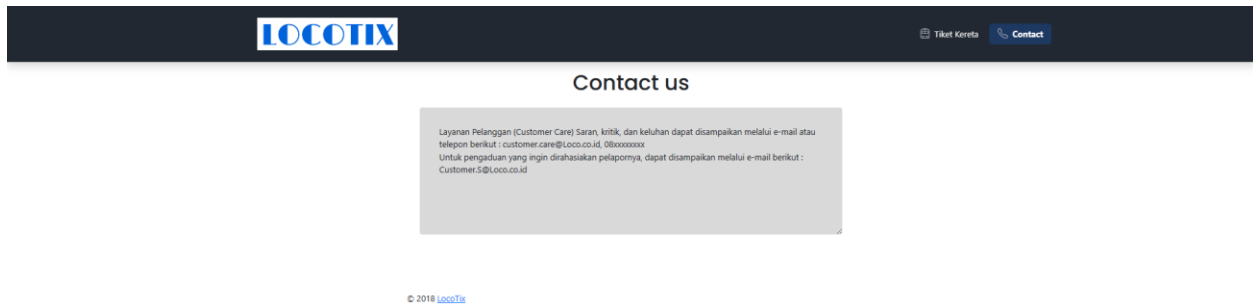 LOCOTIX
Tiket Kereta
Contact
Contact us
Layanan Pelanggan (Customer Care) Saran, kritik, dan keluhan dapat disampaikan melalui e-mail atau
telepon berikut : customer.care@Loco.co.id, 08xxxxxxxx
Untuk pengaduan yang ingin dirahasiakan pelapornya, dapat disampaikan melalui e-mail berikut :
Customer.S@Loco.co.id
© 2018 LocoTix